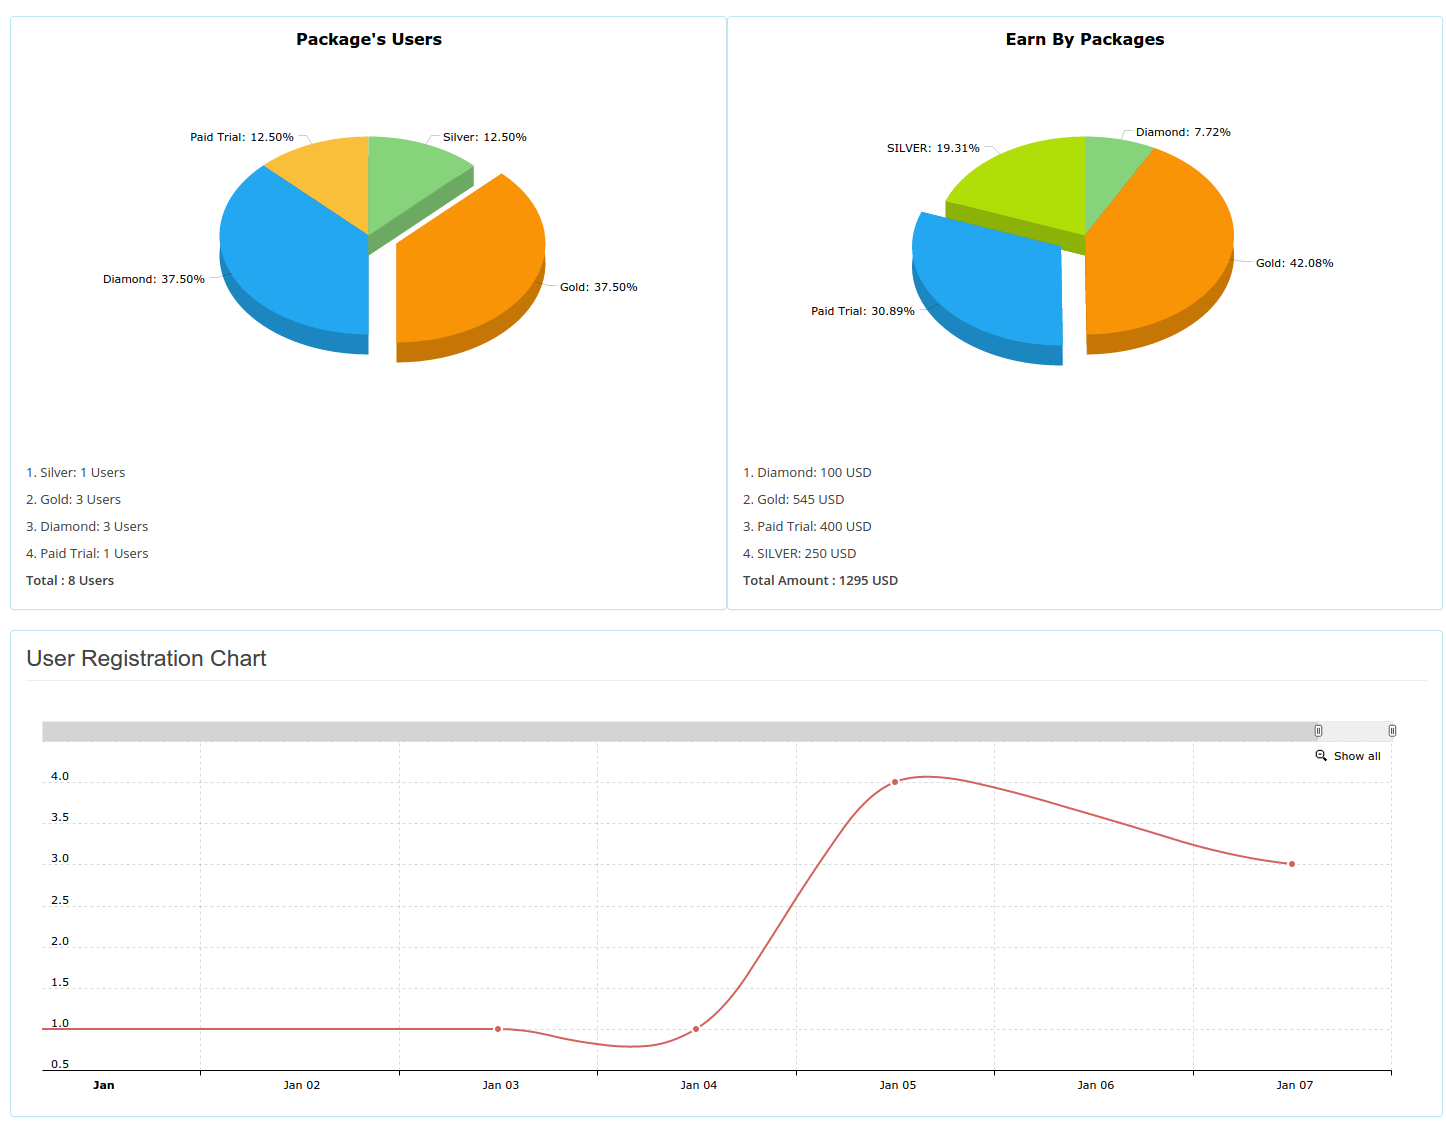 Package's Users
Paid Trial: 12.50%
Silver: 12.50%
Diamond: 37.50%
Gold: 37.50%
1. Silver: 1 Users
2. Gold: 3 Users
3. Diamond: 3 Users
4. Paid Trial: 1 Users
Total : 8 Users
Earn By Packages
Diamond: 7.72%
SILVER: 19.31%
Gold: 42.08%
Paid Trial: 30.89%
1. Diamond: 100 USD
2. Gold: 545 USD
3. Paid Trial: 400 USD
4. SILVER: 250 USD
Total Amount : 1295 USD
User Registration Chart
Show all
4.0
3.5
3.0
2.5
2.0
1.5
1.0
0.5
Jan Jan 02 Jan 03 Jan 04 Jan 05 Jan 06 Jan 07